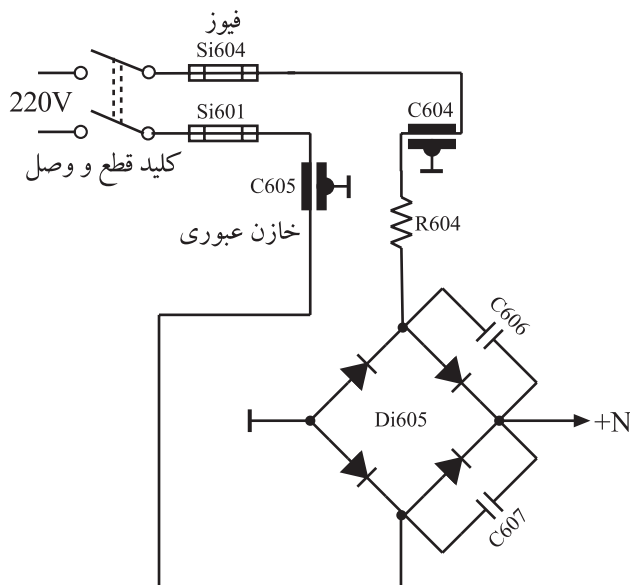 فیوز
Si604
220V
Si601
C604
کلید قطع و وصل
C605
R604
خازن عبوری
C606
Di605
+N
C607